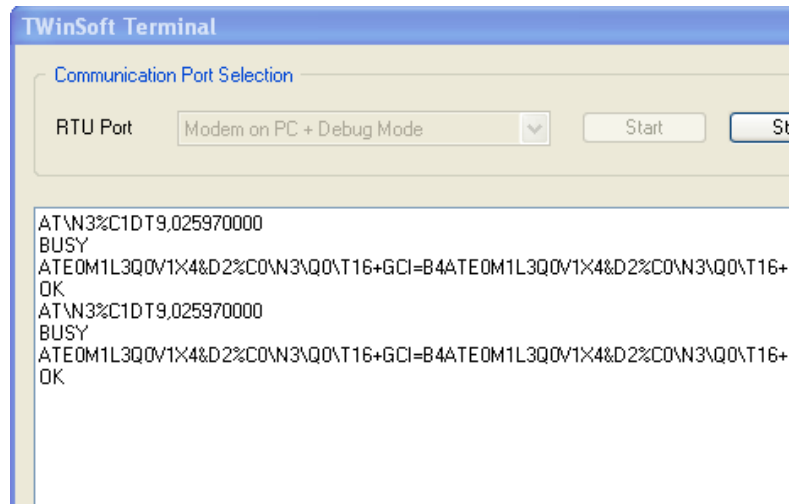 TWinSoft Terminal
Communication Port Selection
RTU Port
Modem on PC + Debug Mode
Start
AT\N3%C1DT9,025970000
BUSY
ATE0M1L3Q0V1X4&D2%C0\N3\Q0\T16+GCI=B4ATE0M1L3Q0V1X4&D2%C0\N3\Q0\T16+
OK
AT\N3%C1DT9,025970000
BUSY
ATE0M1L3Q0V1X4&D2%C0\N3\Q0\T16+GCI=B4ATE0M1L3Q0V1X4&D2%C0\N3\Q0\T16+
OK